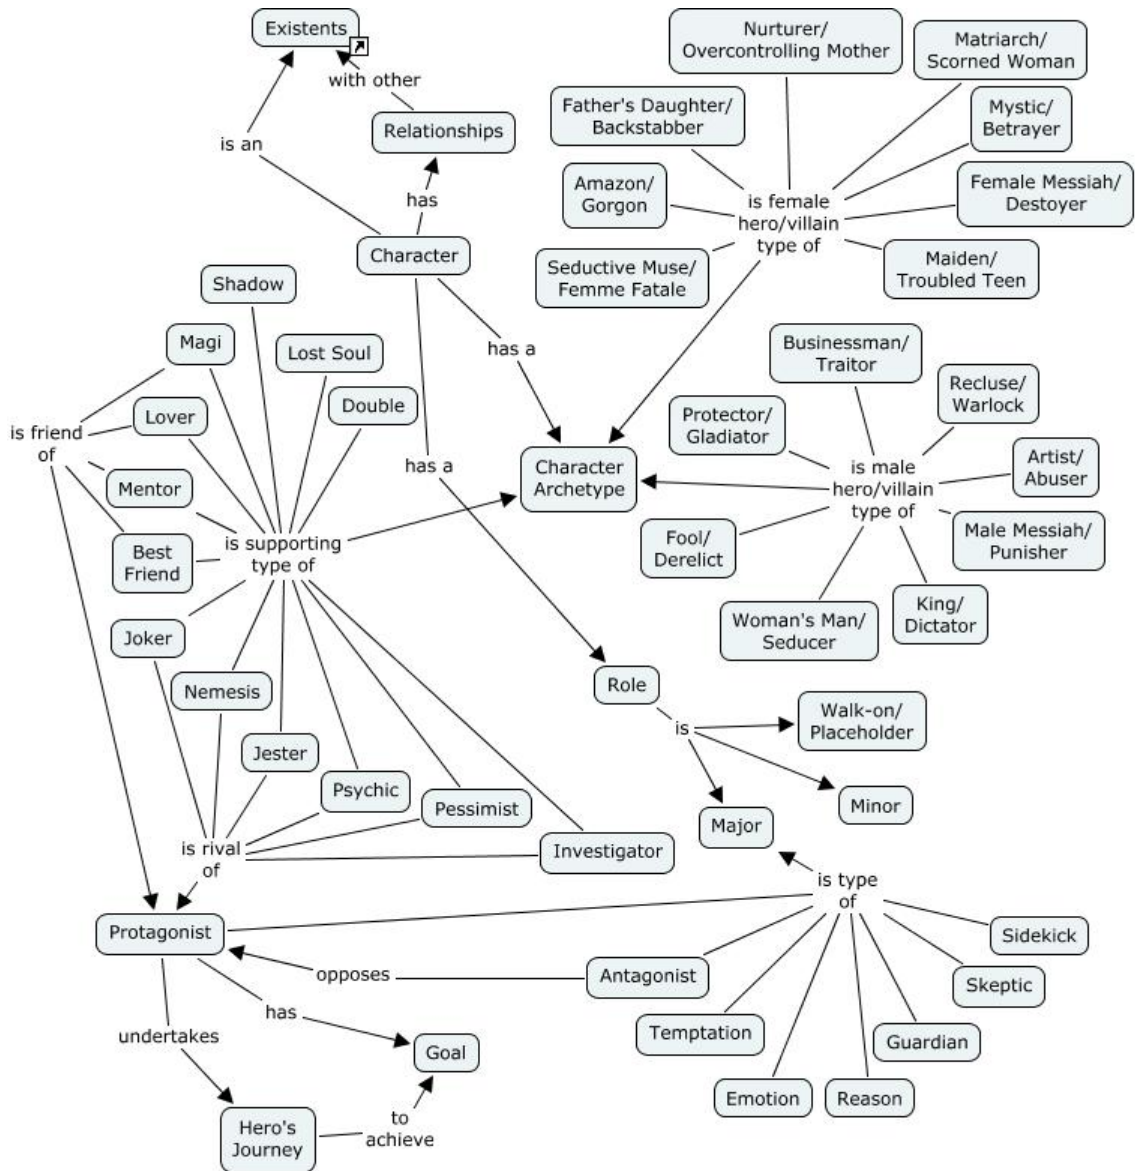 Existents
with other
Relationships
is an
has
Character
Nurturer/
Overcontrolling Mother
Matriarch/
Scorned Woman
Father's Daughter/
Backstabber
Mystic/
Betrayer
Amazon/
Gorgon
is female
hero/villain
type of
Female Messiah/
Destoyer
Seductive Muse/
Femme Fatale
Maiden/
Troubled Teen
Shadow
Magi
Lost Soul
Lover
Double
is friend
of
Mentor
Best
Friend
is supporting
type of
has a
has a
Character
Archetype
Businessman/
Traitor
Recluse/
Warlock
Protector/
Gladiator
is male
hero/villain
type of
Artist/
Abuser
Fool/
Derelict
Male Messiah/
Punisher
Woman's Man/
Seducer
King/
Dictator
Joker
Nemesis
Jester
Psychic
Pessimist
Investigator
is rival
of
Role
is
Walk-on/
Placeholder
Minor
Major
is type
of
Protagonist
opposes
Antagonist
Sidekick
Skeptic
Temptation
Guardian
Emotion
Reason
has
undertakes
Goal
Hero's
Journey
to
achieve